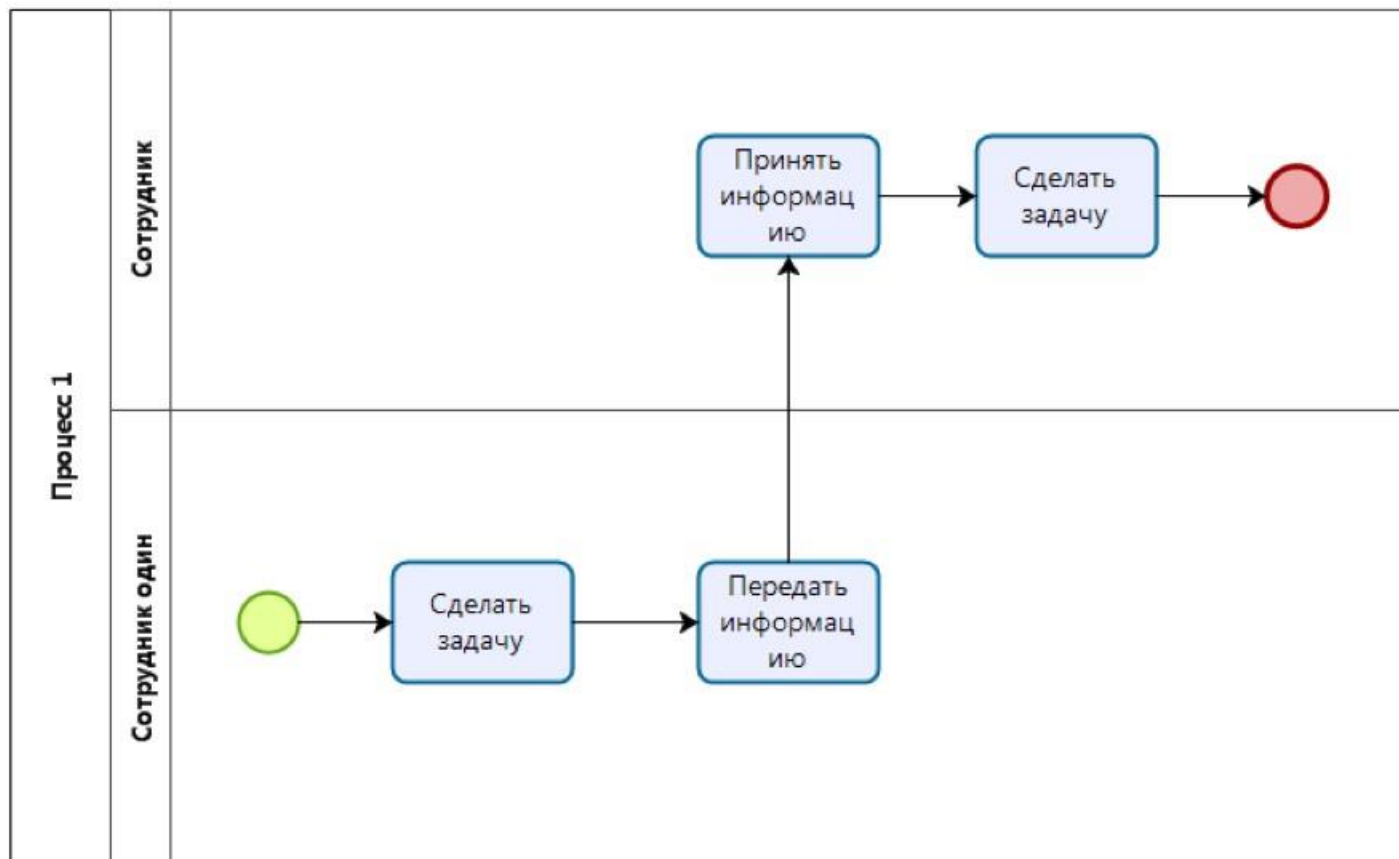 Процесс 1
Сотрудник
Принять
информац
ию
Сделать
задачу
Сотрудник один
Сделать
задачу
Передать
информац
ию